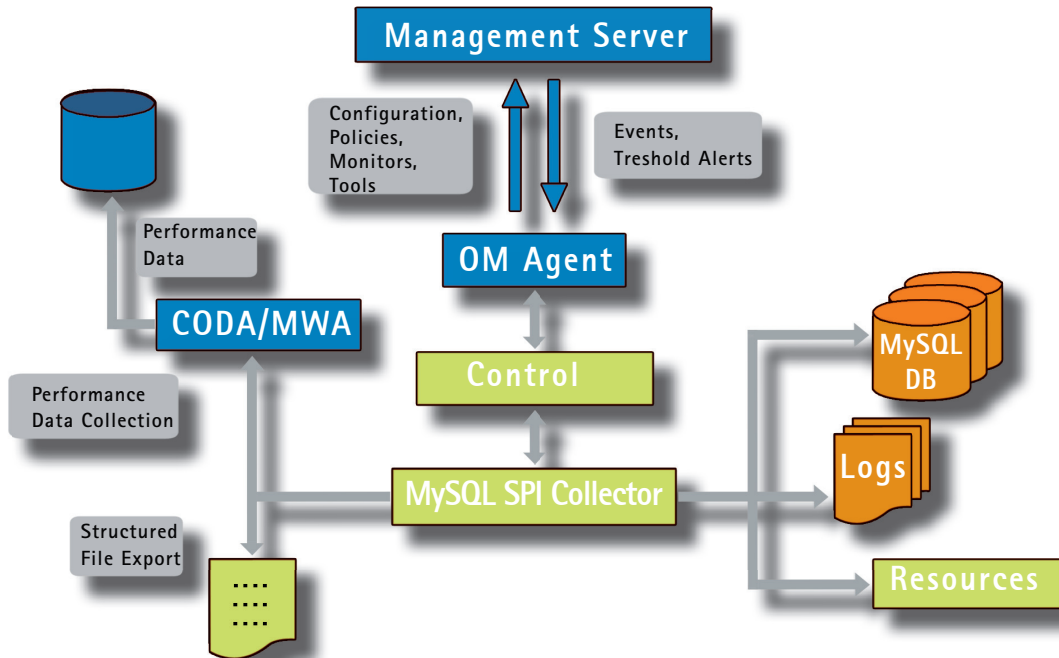 Management Server
Configuration,
Policies,
Monitors,
Tools
Events,
Treshold Alerts
Performance
Data
OM Agent
CODA/MWA
MySQL
DB
Control
Performance
Data Collection
Logs
MySQL SPI Collector
Structured
File Export
Resources